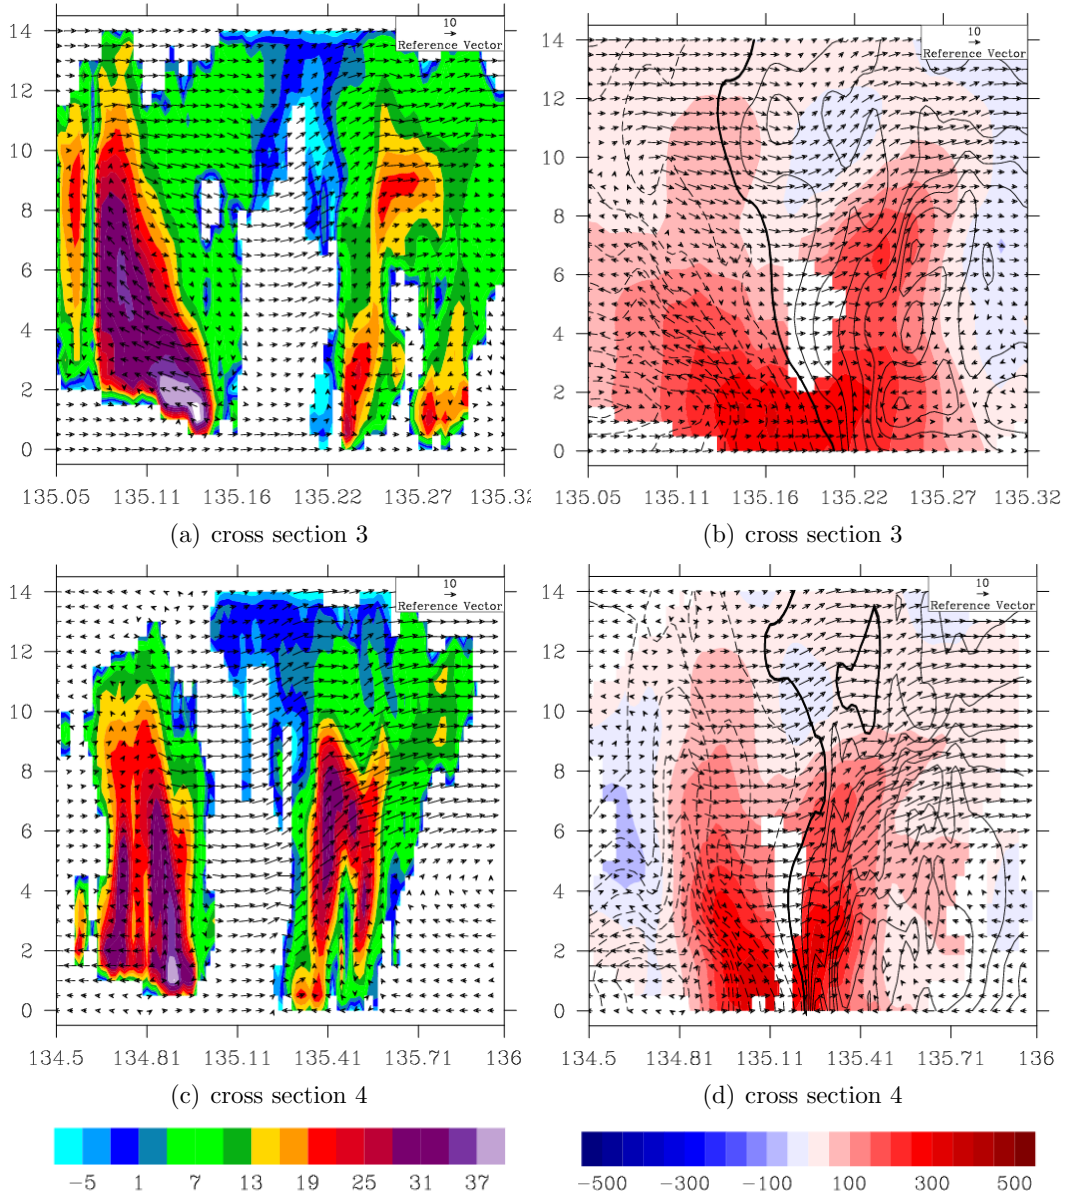 10
Reference Vector
14
12
10
8
6
4
2
0
135.05 135.11 135.16 135.22 135.27 135.32
(a) cross section 3
10
Reference Vector
14
12
10
8
6
4
2
0
135.05 135.11 135.16 135.22 135.27 135.32
(b) cross section 3
10
Reference Vector
14
12
10
8
6
4
2
0
134.5 134.81 135.11 135.41 135.71 136
(c) cross section 4
10
Reference Vector
14
12
10
8
6
4
2
0
134.5 134.81 135.11 135.41 135.71 136
(d) cross section 4
−5 1 7 13 19 25 31 37
−500 −300 −100 100 300 500